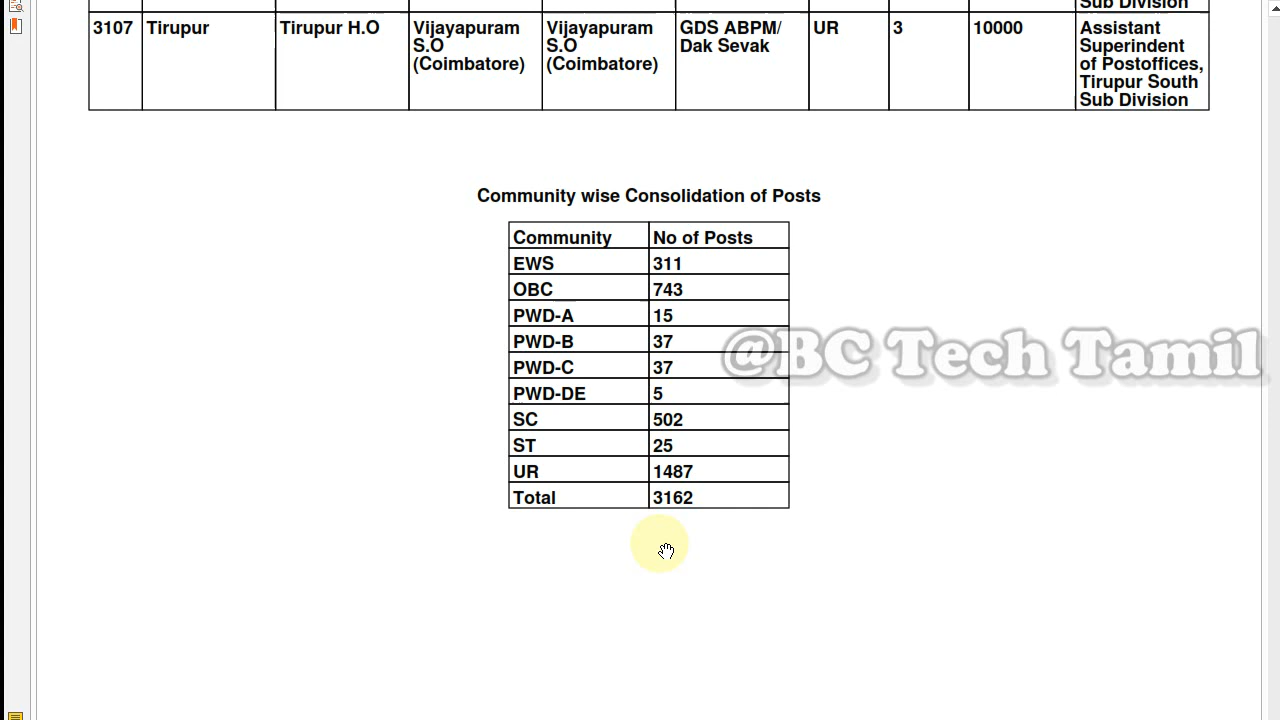 Sub Division
3107 Tirupur Tirupur H.O Vijayapuram S.O (Coimbatore) Vijayapuram S.O (Coimbatore) GDS ABPM/ Dak Sevak UR 3 10000 Assistant Superindent of Postoffices, Tirupur South Sub Division
Community wise Consolidation of Posts
Community No of Posts
EWS 311
OBC 743
PWD-A 15
PWD-B 37
@BC Tech Tamil
PWD-C 37
PWD-DE 5
SC 502
ST 25
UR 1487
Total 3162